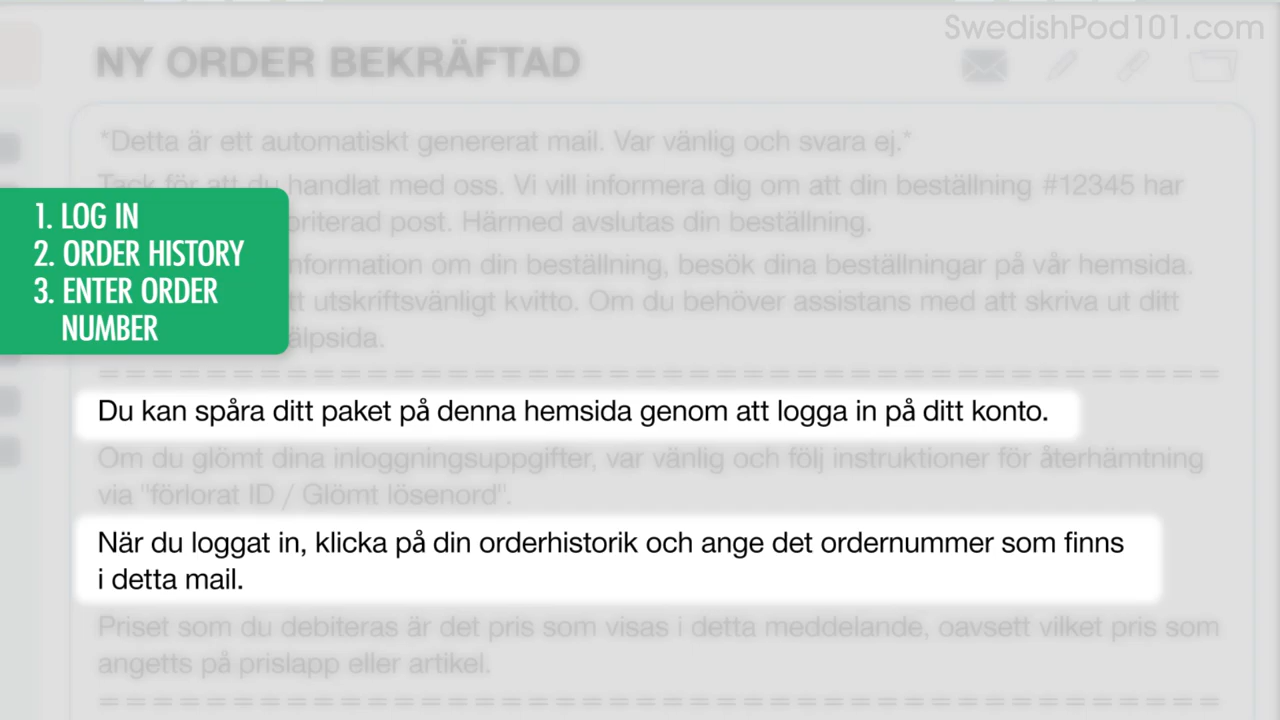 SwedishPod101.com
NY ORDER BEKRÄFTAD
*Detta är ett automatiskt genererat mail. Var vänlig och svara ej.*
Tack för att du handlat med oss. Vi vill informera dig om att din beställning #12345 har
post. Härmed avslutas din beställning.
om din beställning, besök dina beställningar på vår hemsida.
utskriftsvänligt kvitto. Om du behöver assistans med att skriva ut ditt
1. LOG IN
2. ORDER HISTORY
3. ENTER ORDER
NUMBER
====================================
Du kan spåra ditt paket på denna hemsida genom att logga in på ditt konto.
Om du glömt dina inloggningsuppgifter, var vänlig och följ instruktioner för återhämtning
via "förlorat ID / Glömt lösenord".
När du loggat in, klicka på din orderhistorik och ange det ordernummer som finns
i detta mail.
Priset som du debiteras är det pris som visas i detta meddelande, oavsett vilket pris som
angetts på prislapp eller artikel.
====================================